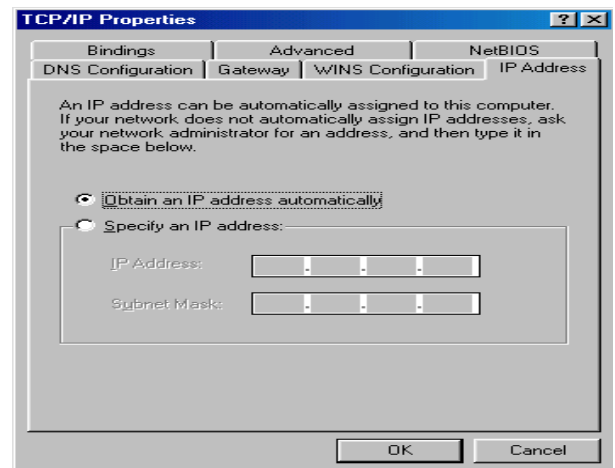 TCP/IP Properties
Bindings Advanced NetBIOS
DNS Configuration Gateway WINS Configuration IP Address
An IP address can be automatically assigned to this computer.
If your network does not automatically assign IP addresses, ask
your network administrator for an address, and then type it in
the space below.
Obtain an IP address automatically
Specify an IP address:
IP Address:
. . .
Subnet Mask:
. . .
OK Cancel